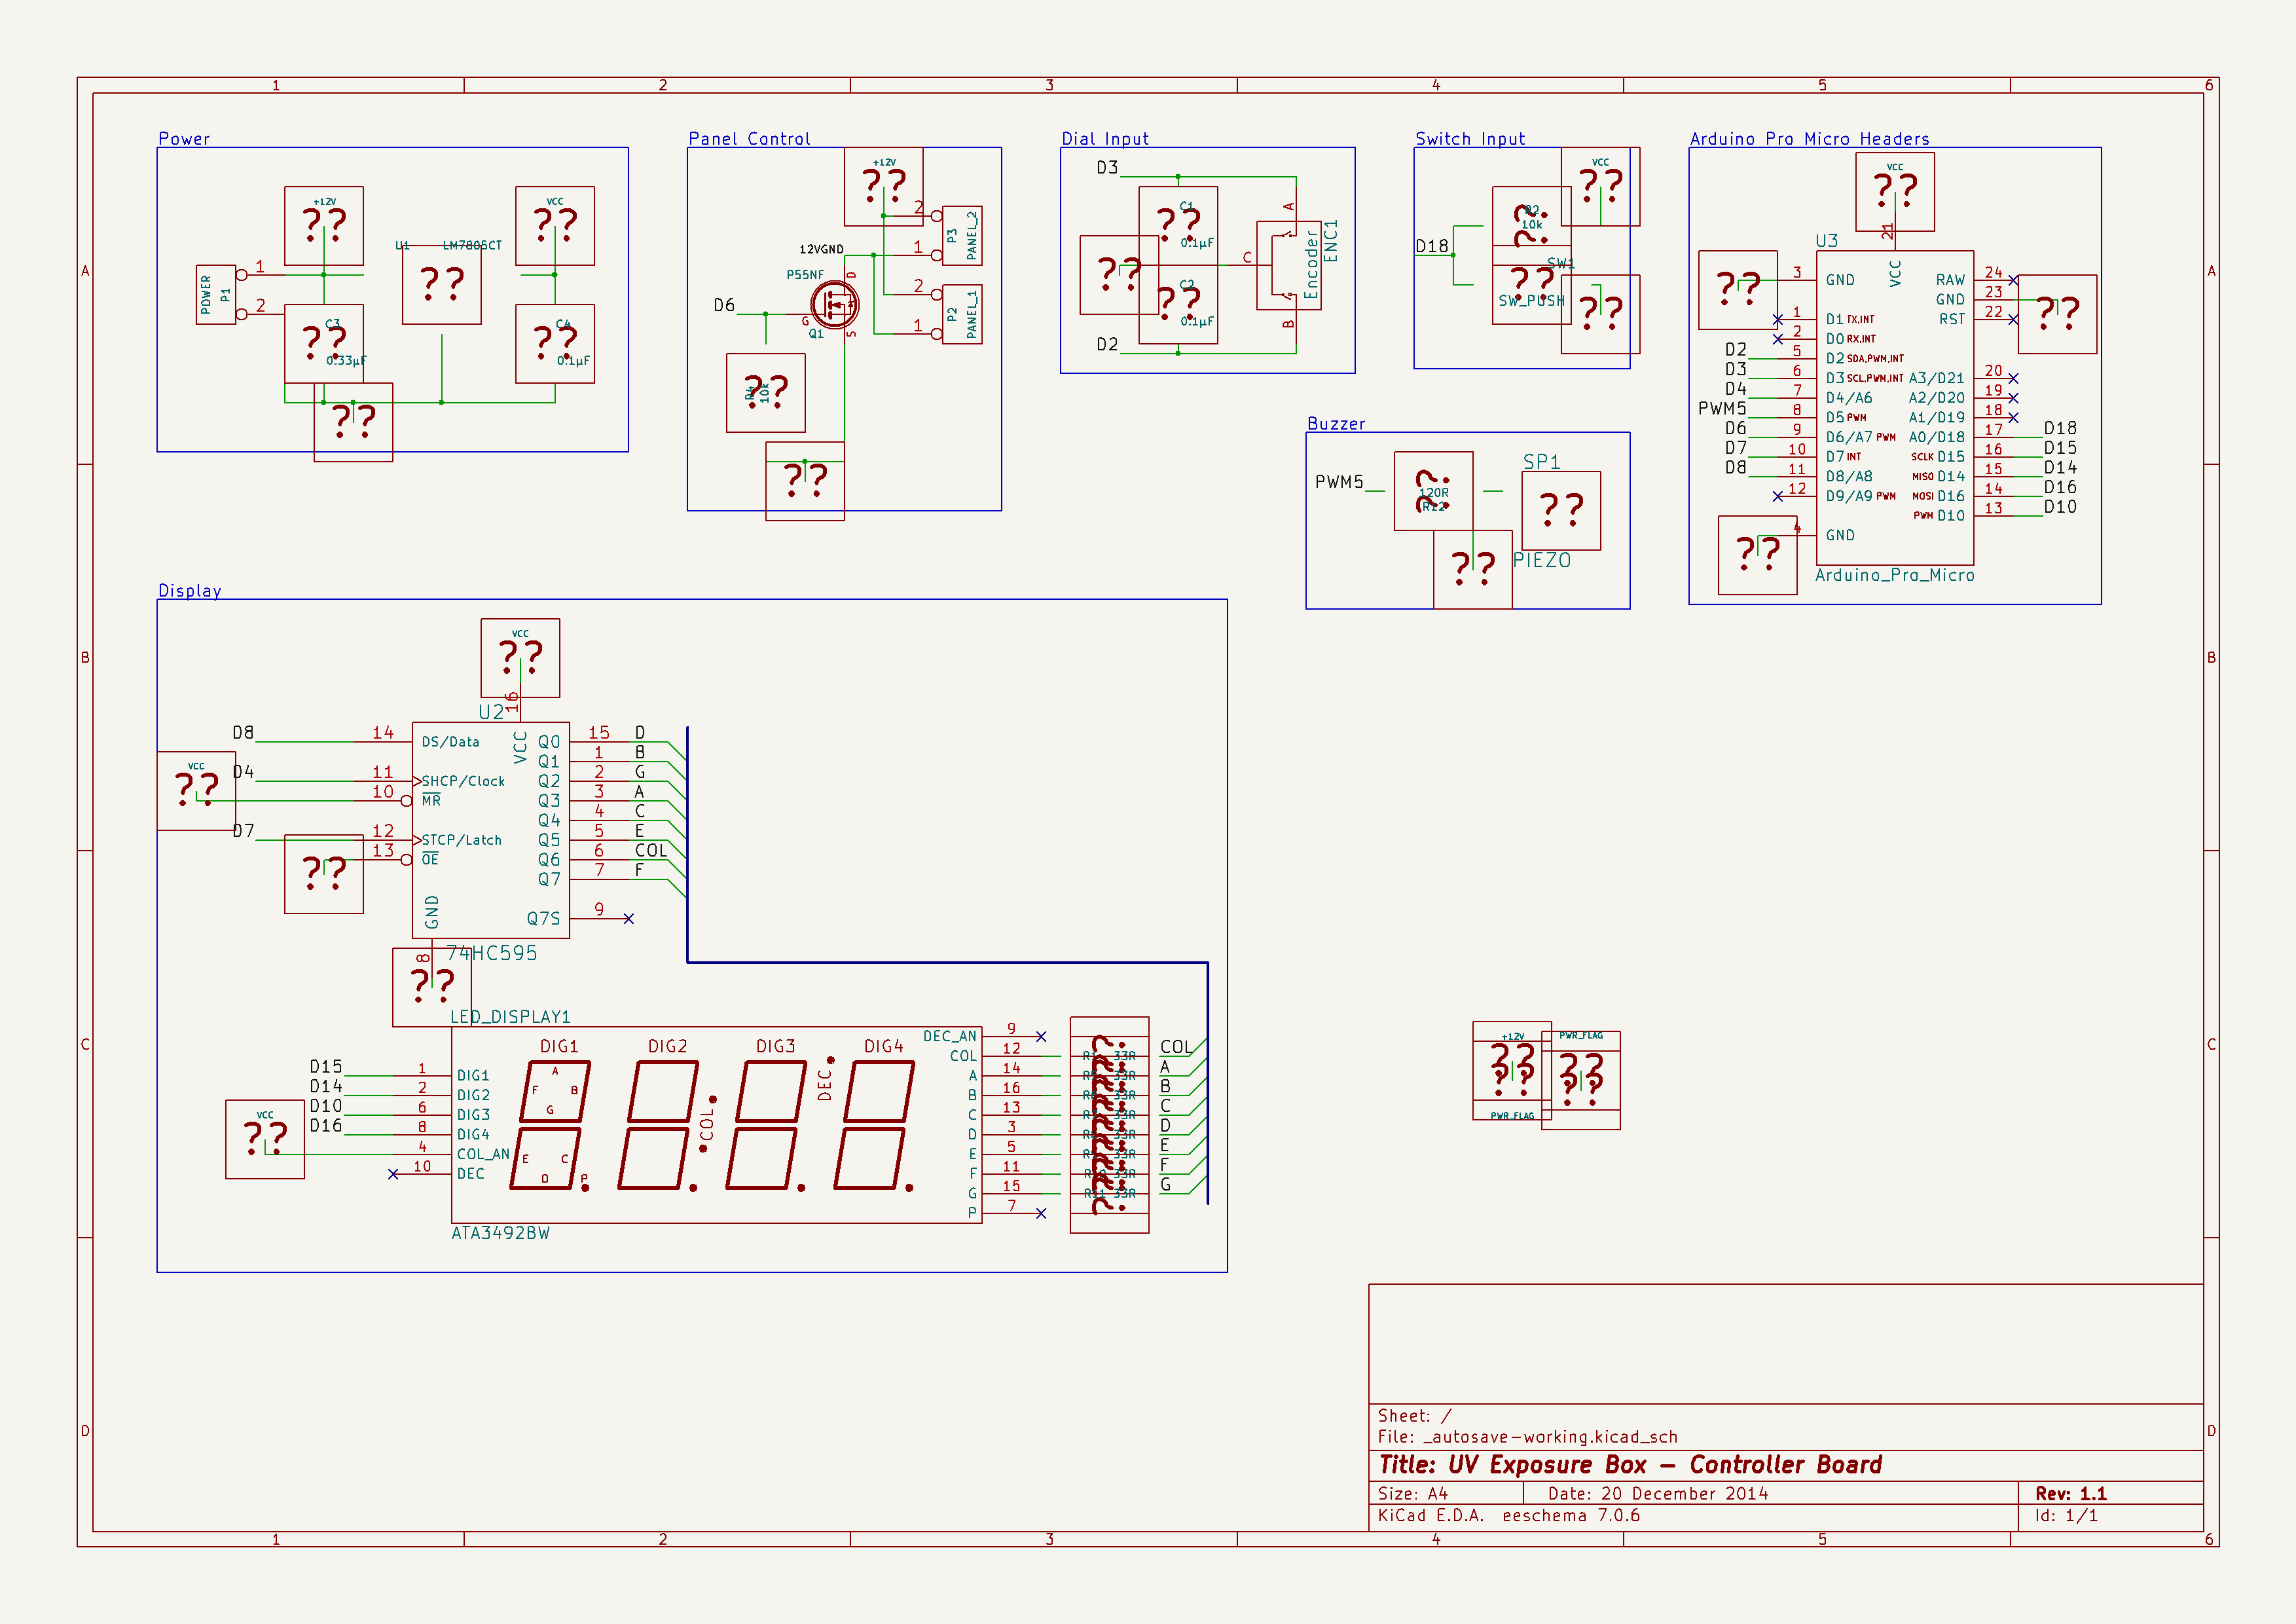 1 2 3 4 5 6
A
B
C
D
Power
+12V
??
VCC
??
U1 LM7805CT
??
POWER
P1
1
2
C3
??
0.33µF
C4
??
0.1µF
??
Panel Control
+12V
??
2
1
P3
PANEL_2
12VGND
P55NF
D
G
S
Q1
D6
2
1
P2
PANEL_1
R4
10k
??
??
Dial Input
D3
C1
??
0.1µF
??
C2
??
0.1µF
D2
A
C
B
Encoder
ENC1
Switch Input
VCC
??
R2
10k
??
D18
SW1
??
SW_PUSH
??
Buzzer
PWM5
??
120R
R12
SP1
??
PIEZO
??
Arduino Pro Micro Headers
VCC
??
21
U3
VCC
??
3 GND
1 D1 TX,INT
2 D0 RX,INT
D2 5 D2 SDA,PWM,INT
D3 6 D3 SCL,PWM,INT
D4 7 D4/A6
PWM5 8 D5 PWM
D6 9 D6/A7 PWM
D7 10 D7 INT
D8 11 D8/A8
12 D9/A9 PWM
4 GND
??
RAW 24
GND 23
RST 22
??
A3/D21 20
A2/D20 19
A1/D19 18
A0/D18 17 D18
SCLK D15 16 D15
MISO D14 15 D14
MOSI D16 14 D16
PWM D10 13 D10
Arduino_Pro_Micro
Display
VCC
??
16
U2
VCC
D8 14 DS/Data
D4 11 SHCP/Clock
VCC
??
10 MR
D7 12 STCP/Latch
13 OE
??
GND
8
??
74HC595
Q0 15 D
Q1 1 B
Q2 2 G
Q3 3 A
Q4 4 C
Q5 5 E
Q6 6 COL
Q7 7 F
Q7S 9
LED_DISPLAY1
DIG1 DIG2 DIG3 DIG4
A
F B
G
E C
D P
COL
DEC
D15 1 DIG1
D14 2 DIG2
D10 6 DIG3
D16 8 DIG4
VCC
??
4 COL_AN
10 DEC
DEC_AN 9
COL 12 33R COL
A 14 33R A
B 16 33R B
C 13 33R C
D 3 33R D
E 5 33R E
F 11 33R F
G 15 R11 33R G
P 7
ATA3492BW
+12V
??
PWR_FLAG
PWR_FLAG
??
Sheet: /
File: _autosave-working.kicad_sch
Title: UV Exposure Box – Controller Board
Size: A4 Date: 20 December 2014 Rev: 1.1
KiCad E.D.A. eeschema 7.0.6 Id: 1/1
1 2 3 4 5 6
A
B
C
D